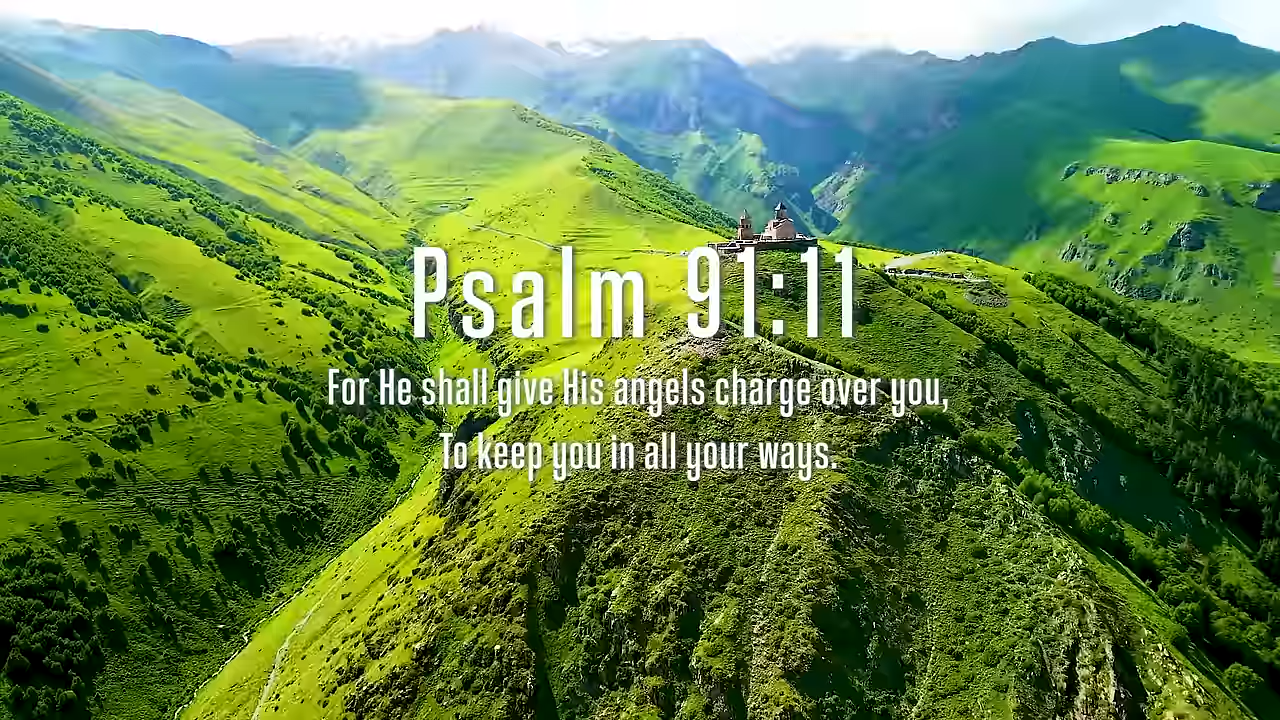 Psalm 91:11
For He shall give His angels charge over you,
To keep you in all your ways.